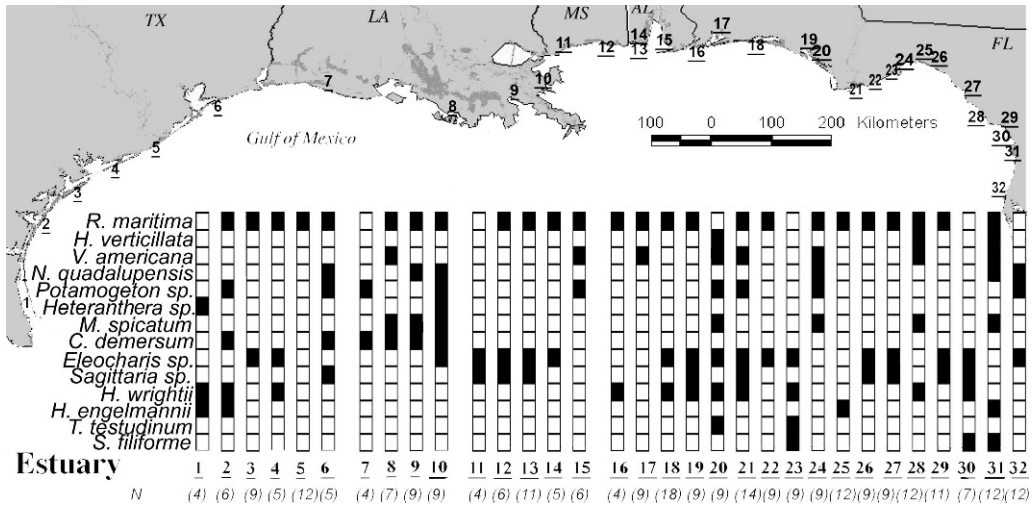 TX
LA
MS
AL
FL
14
17
11
12
13
15
16
18
19
20
24
25
26
23
22
21
10
7
9
27
6
8
28
29
Gulf of Mexico
100 0 100 200 Kilometers
30
5
31
4
3
32
2
1
R. maritima
H. verticillata
V. americana
N. quadalupensis
Potamogeton sp.
Heteranthera sp.
M. spicatum
C. demersum
Eleocharis sp.
Sagittaria sp.
H. wrightii
H. engelmannii
T. testudinum
S. filiforme
Estuary 1 2 3 4 5 6 7 8 9 10 11 12 13 14 15 16 17 18 19 20 21 22 23 24 25 26 27 28 29 30 31 32
N (4) (6) (9) (5) (12) (5) (4) (7) (9) (9) (4) (6) (11) (5) (6) (4) (9) (18) (9) (9) (14) (9) (9) (9) (12) (9) (9) (12) (11) (7) (12) (12)